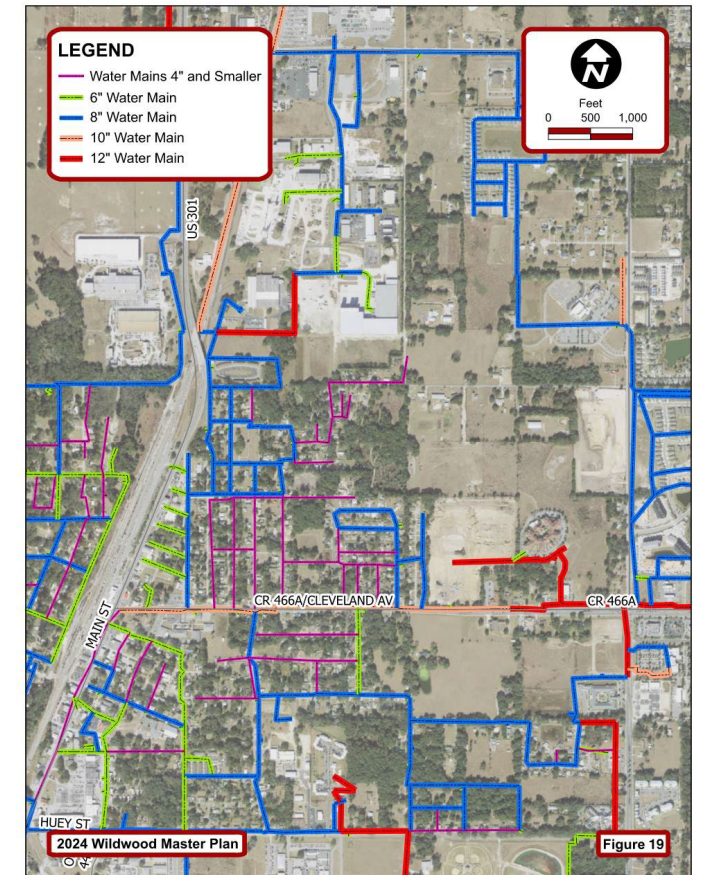 LEGEND
Water Mains 4" and Smaller
6" Water Main
8" Water Main
10" Water Main
12" Water Main
N
Feet
0 500 1,000
US 301
MAIN ST
CR 466A/CLEVELAND AV
CR 466A
HUEY ST
2024 Wildwood Master Plan
Figure 19